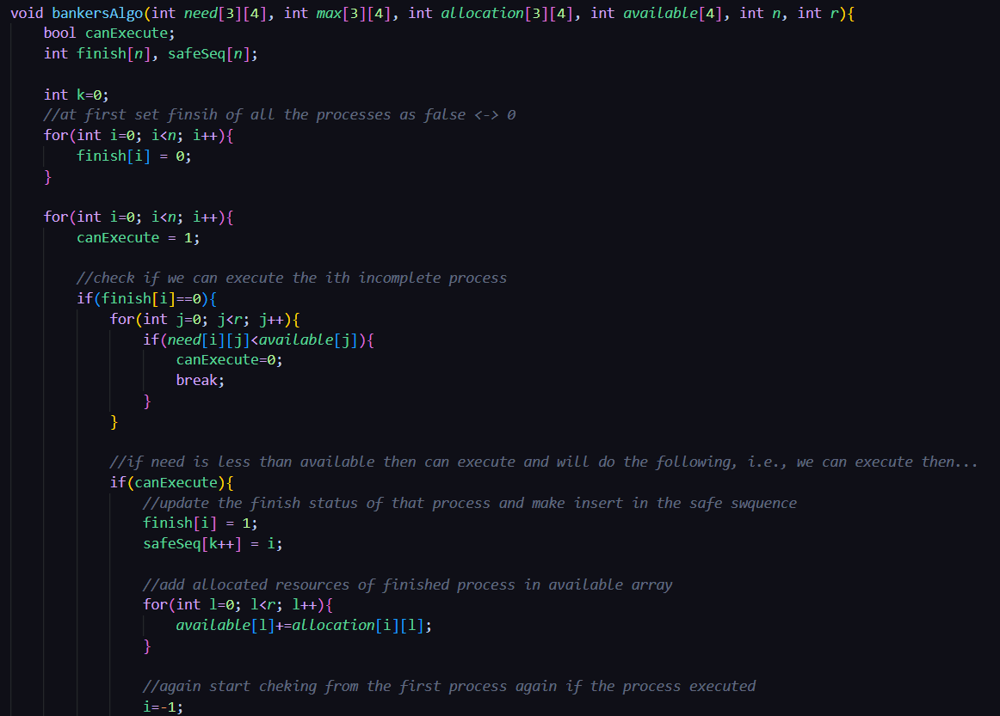 void bankersAlgo(int need[3][4], int max[3][4], int allocation[3][4], int available[4], int n, int r){
    bool canExecute;
    int finish[n], safeSeq[n];

    int k=0;
    //at first set finsih of all the processes as false <-> 0
    for(int i=0; i<n; i++){
        finish[i] = 0;
    }

    for(int i=0; i<n; i++){
        canExecute = 1;

        //check if we can execute the ith incomplete process
        if(finish[i]==0){
            for(int j=0; j<r; j++){
                if(need[i][j]<available[j]){
                    canExecute=0;
                    break;
                }
            }

            //if need is less than available then can execute and will do the following, i.e., we can execute then...
            if(canExecute){
                //update the finish status of that process and make insert in the safe swquence
                finish[i] = 1;
                safeSeq[k++] = i;

                //add allocated resources of finished process in available array
                for(int l=0; l<r; l++){
                    available[l]+=allocation[i][l];
                }

                //again start cheking from the first process again if the process executed
                i=-1;